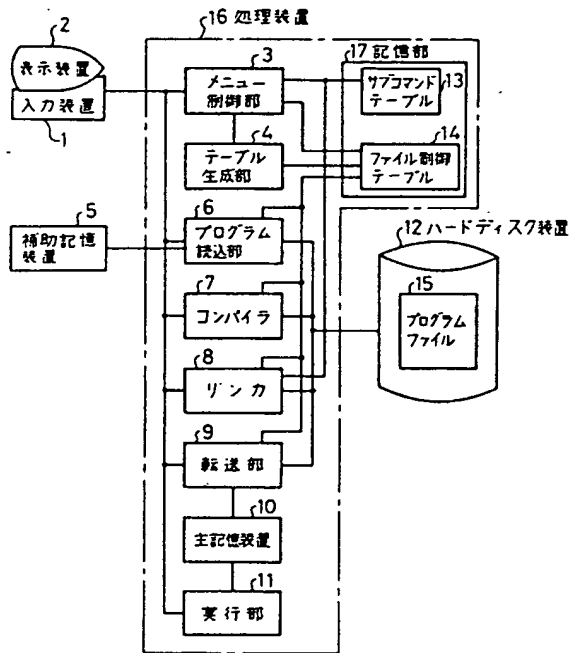 16 処理装置
2
表示装置
入力装置
1
3
メニュー
制御部
17 記憶部
サブコマンド
テーブル
13
4
テーブル
生成部
14
ファイル制御
テーブル
5
補助記憶
装置
6
プログラム
読込部
12 ハードディスク装置
15
プログラム
ファイル
7
コンパイラ
8
リンカ
9
転送部
10
主記憶装置
11
実行部